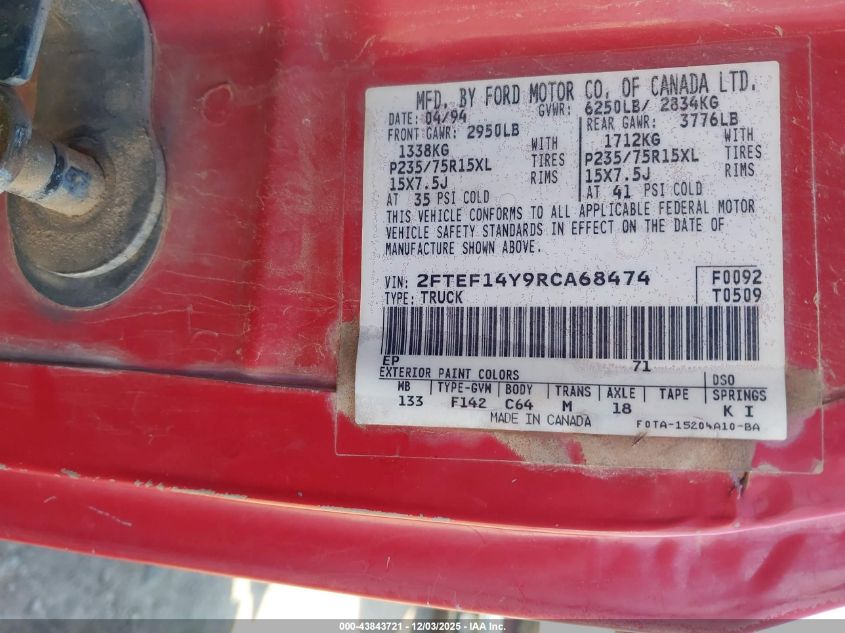 MFD. BY FORD MOTOR CO. OF CANADA LTD.
DATE: 04/94 GVWR: 6250LB/ 2834KG
FRONT GAWR: 2950LB REAR GAWR: 3776LB
1338KG WITH 1712KG WITH
P235/75R15XL TIRES P235/75R15XL TIRES
15X7.5J RIMS 15X7.5J RIMS
AT 35 PSI COLD AT 41 PSI COLD
THIS VEHICLE CONFORMS TO ALL APPLICABLE FEDERAL MOTOR
VEHICLE SAFETY STANDARDS IN EFFECT ON THE DATE OF
MANUFACTURE SHOWN ABOVE.
VIN: 2FTEF14Y9RCA68474 F0092
TYPE: TRUCK T0509
EP 71
EXTERIOR PAINT COLORS DSO
MB TYPE-GVM BODY TRANS AXLE TAPE SPRINGS
133 F142 C64 M 18 K I
MADE IN CANADA F0TA-15204A10-BA
000-43843721 - 12/03/2025 - IAA Inc.